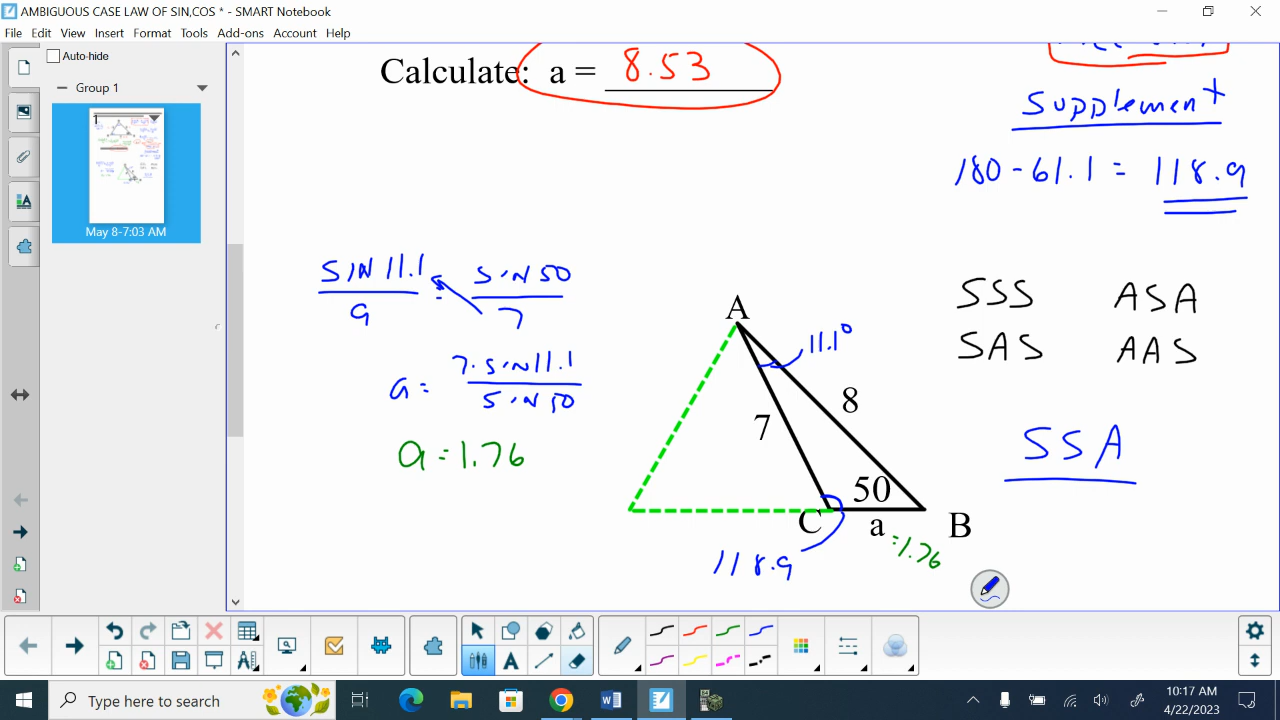 AMBIGUOUS CASE LAW OF SIN,COS * - SMART Notebook
File Edit View Insert Format Tools Add-ons Account Help
Auto-hide
Group 1
1
May 8-7:03 AM
Calculate: a = 8.53
Supplement
180 - 61.1 = 118.9
sin 11.1 = sin 50
a 7
a = 7 · sin 11.1
sin 50
a = 1.76
A
11.1°
8
7
50
C
a
= 1.76
B
118.9
SSS ASA
SAS AAS
SSA
A
Type here to search
W
10:17 AM
4/22/2023